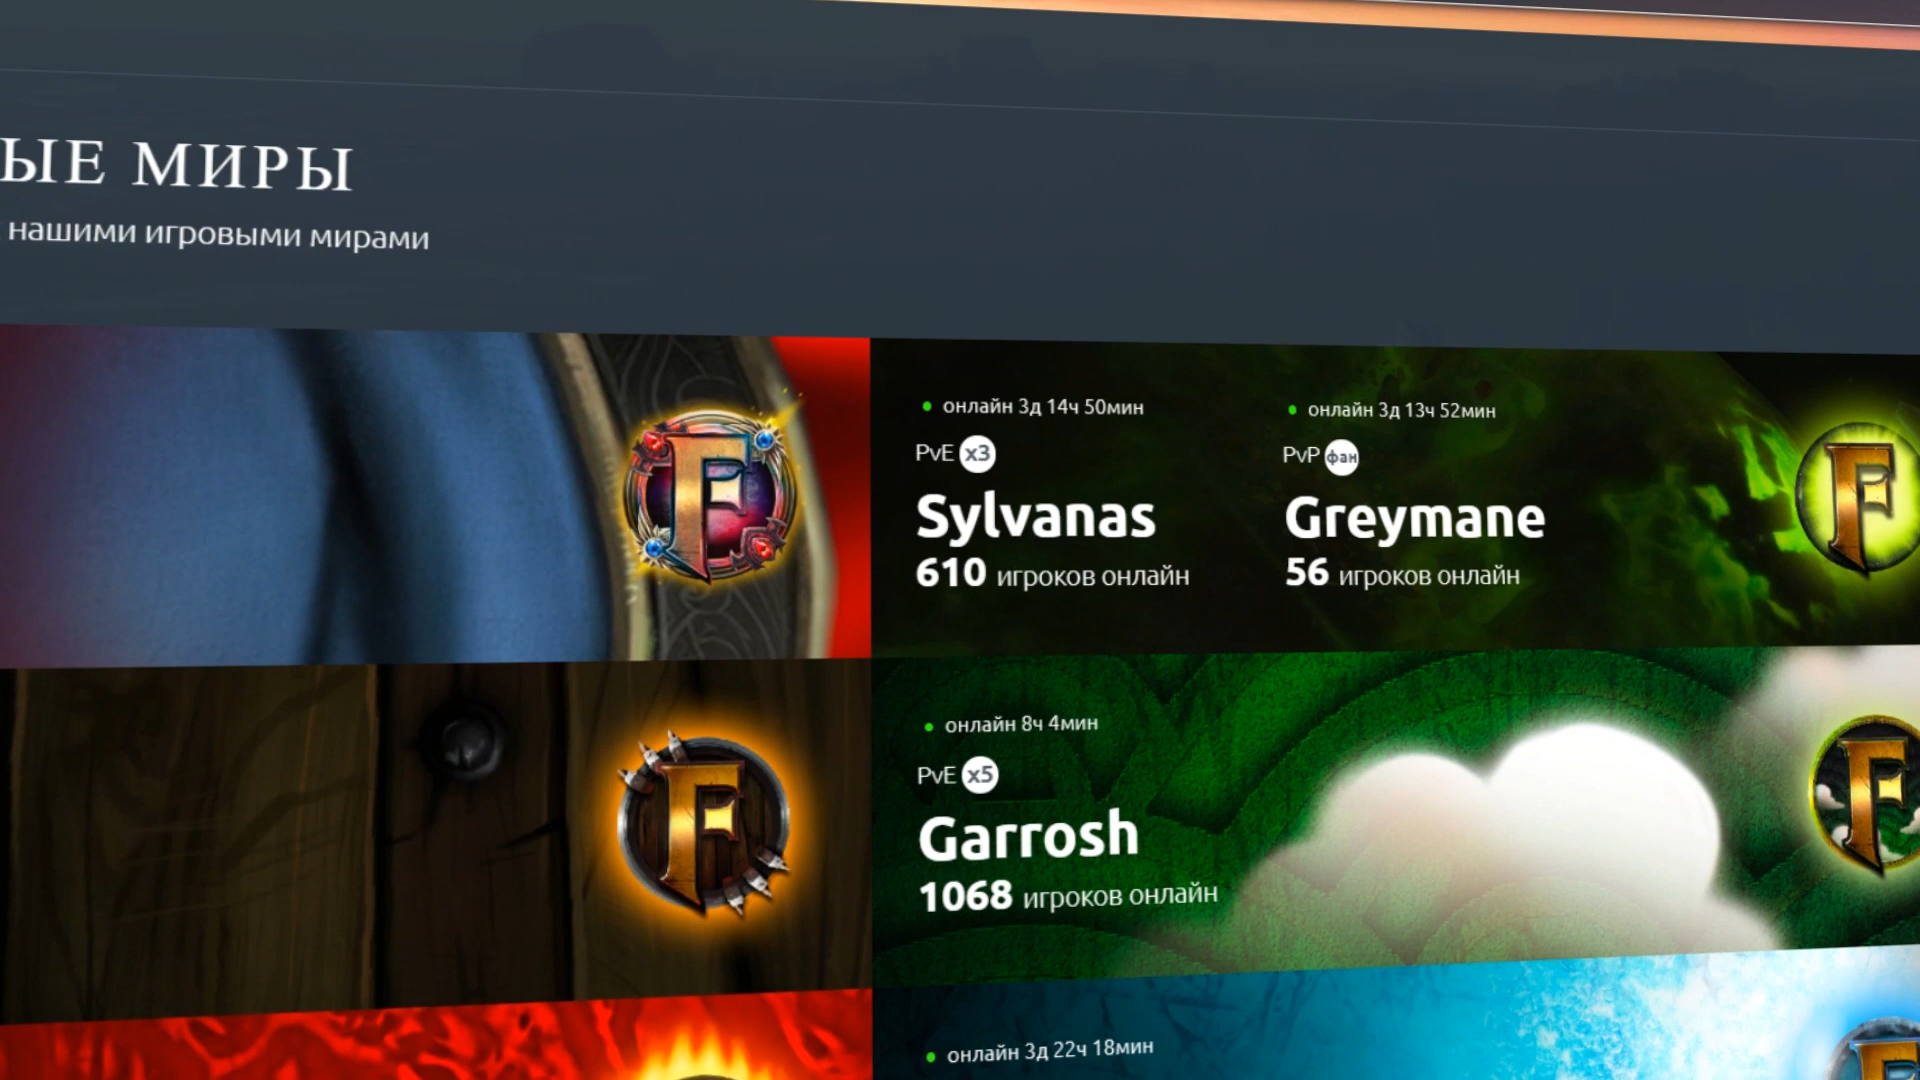 ЫЕ МИРЫ
нашими игровыми мирами
онлайн 3д 14ч 50мин
PvE x3
Sylvanas
610 игроков онлайн
онлайн 3д 13ч 52мин
PvP фан
Greymane
56 игроков онлайн
онлайн 8ч 4мин
PvE x5
Garrosh
1068 игроков онлайн
онлайн 3д 22ч 18мин
F
F
F
F
F